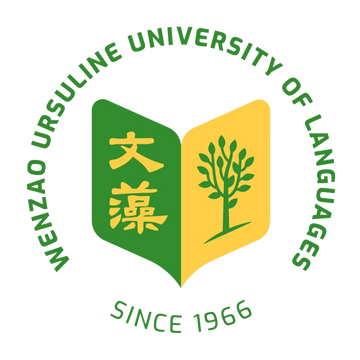 WENZAO URSULINE UNIVERSITY OF LANGUAGES
文藻
SINCE 1966